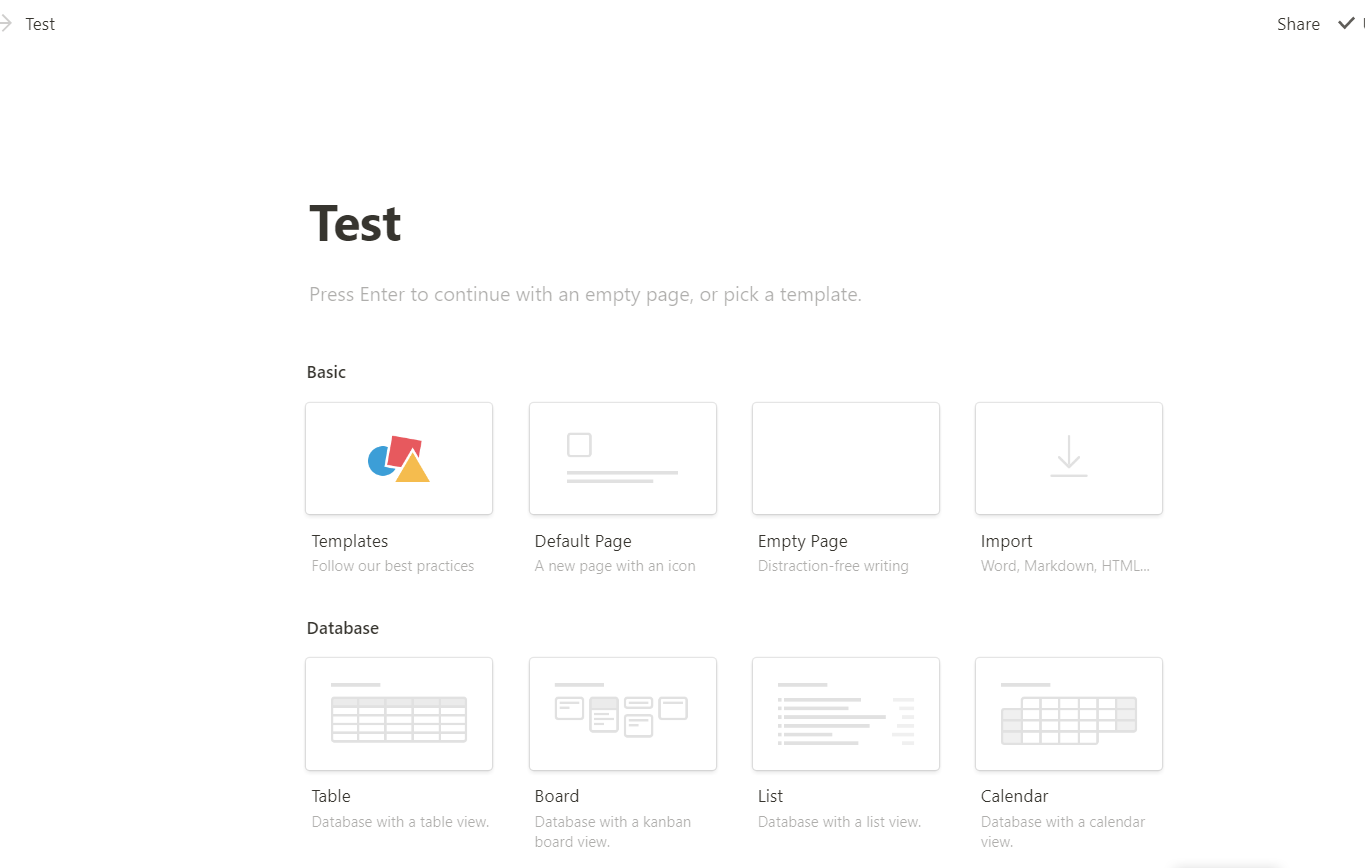 Test
Share
Test
Press Enter to continue with an empty page, or pick a template.
Basic
Templates
Follow our best practices
Default Page
A new page with an icon
Empty Page
Distraction-free writing
Import
Word, Markdown, HTML...
Database
Table
Database with a table view.
Board
Database with a kanban
board view.
List
Database with a list view.
Calendar
Database with a calendar
view.